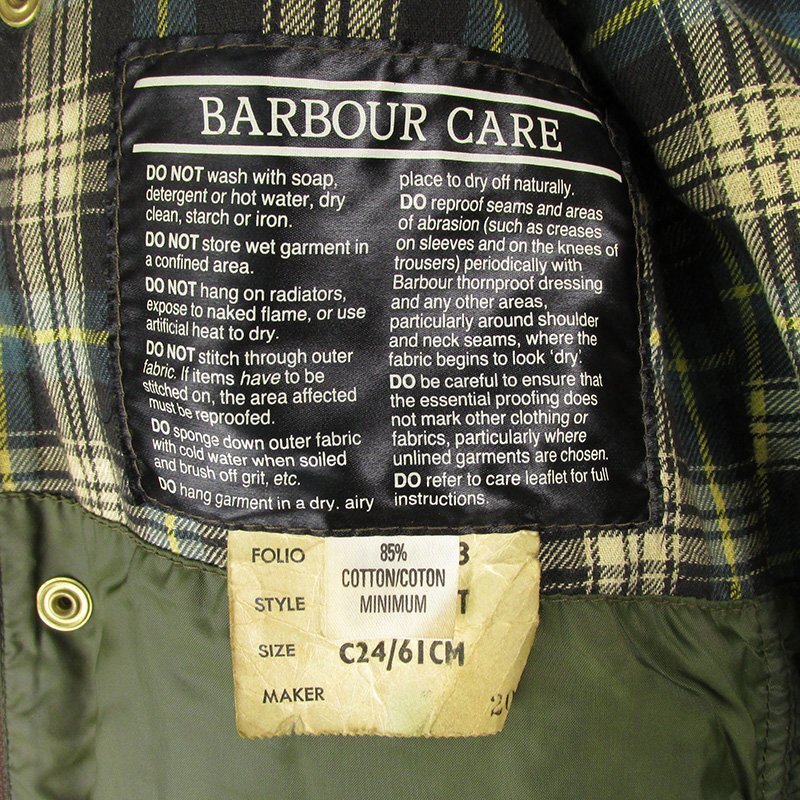 BARBOUR CARE
DO NOT wash with soap,
detergent or hot water, dry
clean, starch or iron.
DO NOT store wet garment in
a confined area.
DO NOT hang on radiators,
expose to naked flame, or use
artificial heat to dry.
DO NOT stitch through outer
fabric. If items have to be
stitched on, the area affected
must be reproofed.
DO sponge down outer fabric
with cold water when soiled
and brush off grit, etc.
DO hang garment in a dry, airy
place to dry off naturally.
DO reproof seams and areas
of abrasion (such as creases
on sleeves and on the knees of
trousers) periodically with
Barbour thornproof dressing
and any other areas,
particularly around shoulder
and neck seams, where the
fabric begins to look 'dry'.
DO be careful to ensure that
the essential proofing does
not mark other clothing or
fabrics, particularly where
unlined garments are chosen.
DO refer to care leaflet for full
instructions.
85%
COTTON/COTON
MINIMUM
FOLIO
STYLE
SIZE C24/61CM
MAKER